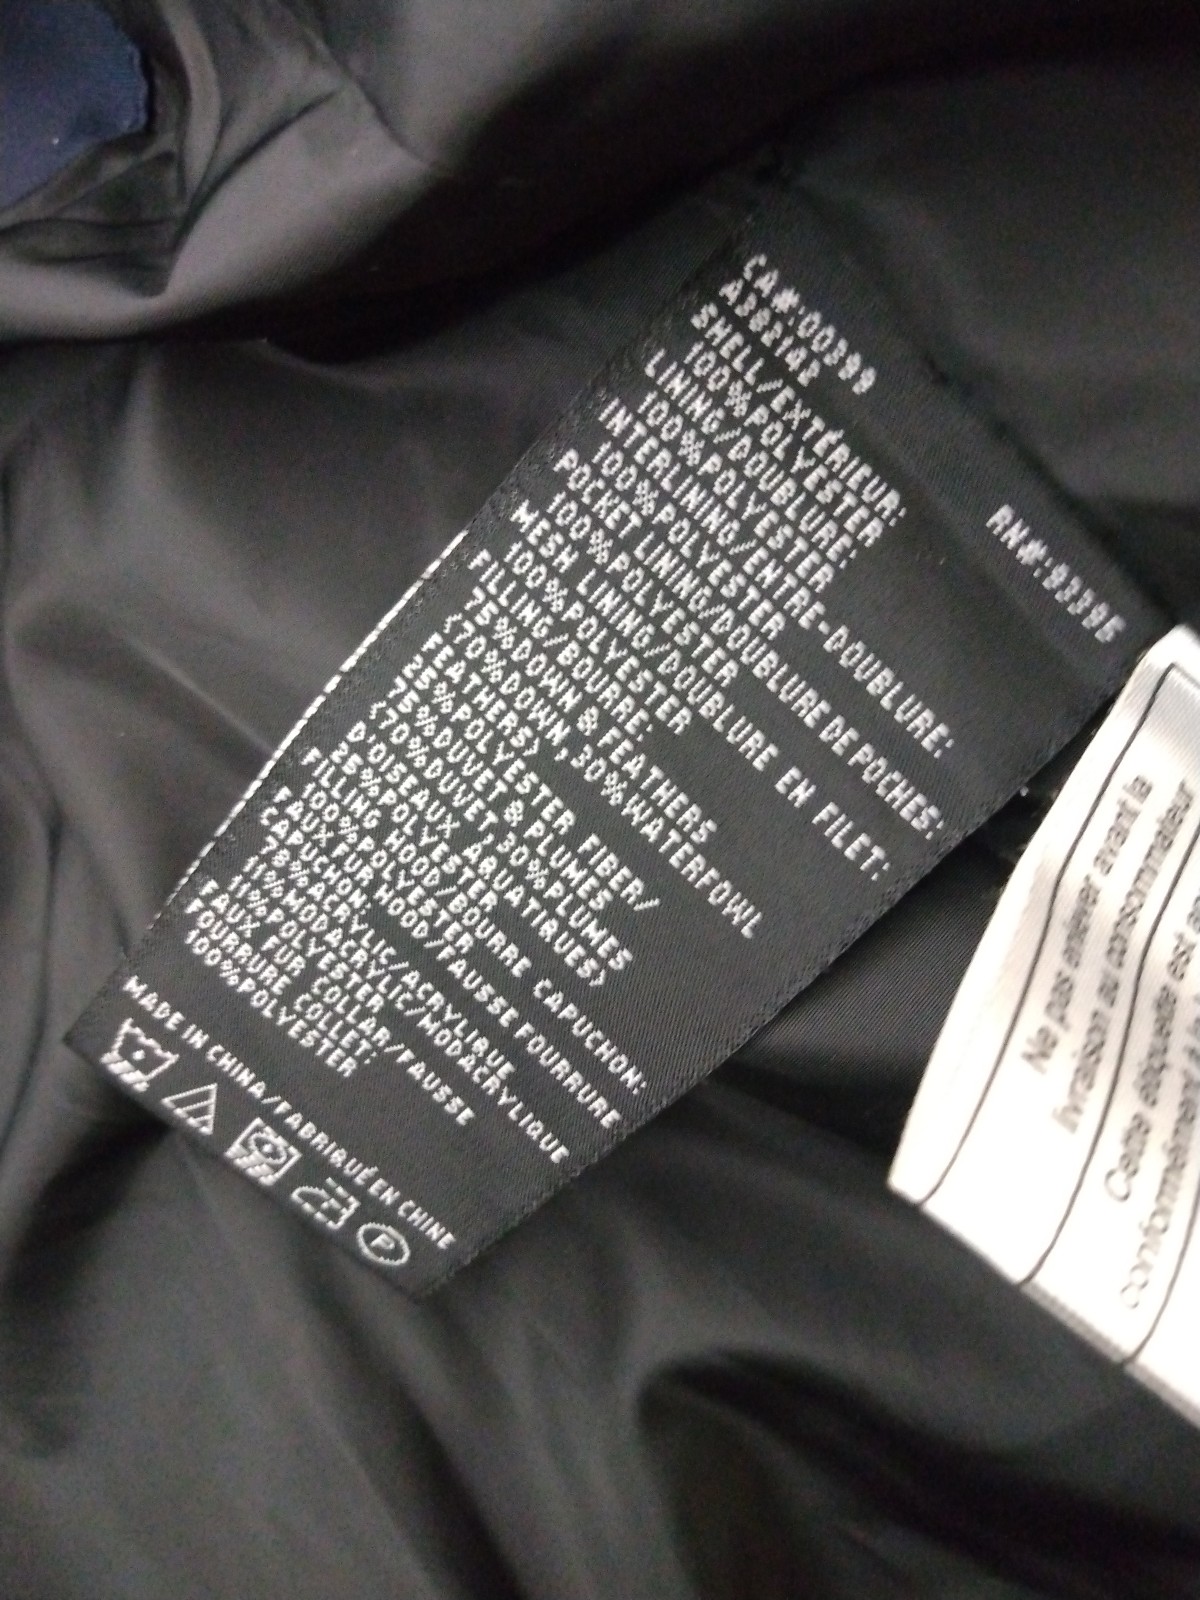 CA#:00399
RN#:93396
A382142
SHELL/EXTÉRIEUR:
100%POLYESTER
LINING/DOUBLURE:
100%POLYESTER
INTERLINING/ENTRE-DOUBLURE:
100%POLYESTER
POCKET LINING/DOUBLURE DE POCHES:
100%POLYESTER
MESH LINING/DOUBLURE EN FILET:
100%POLYESTER
FILLING/BOURRE:
75%DOWN & FEATHERS
(70%DOWN,30%WATERFOWL
FEATHERS)
25%POLYESTER FIBER/
75%DUVET & PLUMES
(70%DUVET,30%PLUMES
D'OISEAUX AQUATIQUES)
25%POLYESTER
FILLING HOOD/BOURRE CAPUCHON:
100%POLYESTER
FAUX FUR HOOD/FAUSSE FOURRURE
CAPUCHON:
78%ACRYLIC/ACRYLIQUE
11%MODACRYLIC/MODACRYLIQUE
11%POLYESTER
FAUX FUR COLLAR/FAUSSE
FOURRURE COLLET:
100%POLYESTER
MADE IN CHINA/FABRIQUÉ EN CHINE
P
Ne pas enlever avant la
livraison au consommateur
Cette étiquette est
conformément à